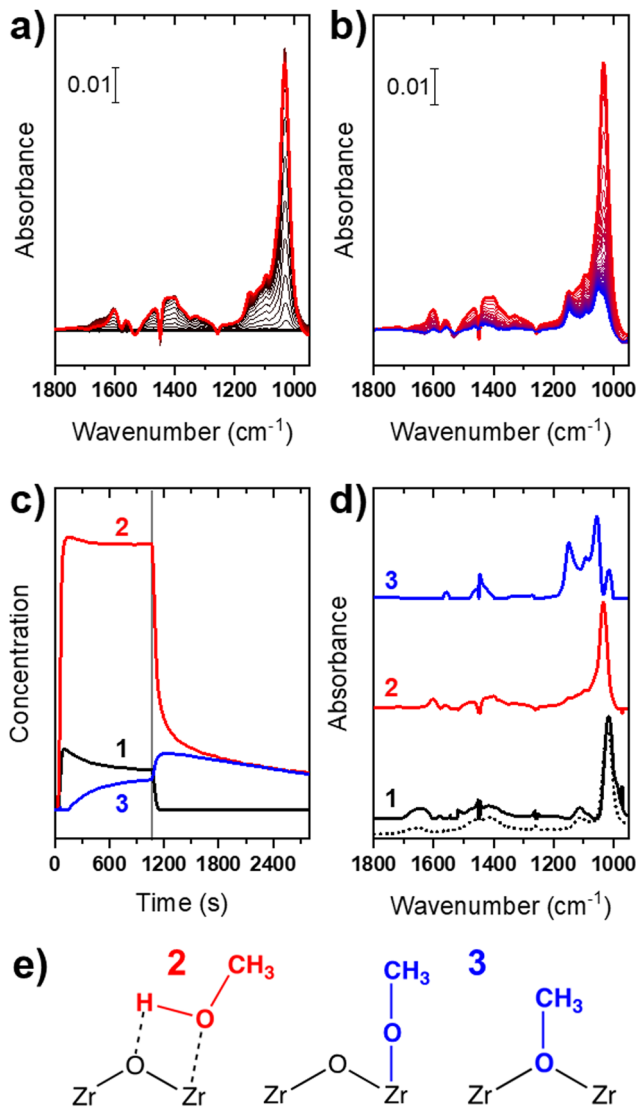 a)
b)
0.01
0.01
Absorbance
Absorbance
1800 1600 1400 1200 1000
1800 1600 1400 1200 1000
Wavenumber (cm⁻¹)
Wavenumber (cm⁻¹)
c)
d)
2
1
3
Concentration
0 600 1200 1800 2400
Time (s)
3
2
1
Absorbance
1800 1600 1400 1200 1000
Wavenumber (cm⁻¹)
e)
2
CH₃
H
O
O
Zr Zr
3
CH₃
O
O
Zr Zr
CH₃
O
Zr Zr